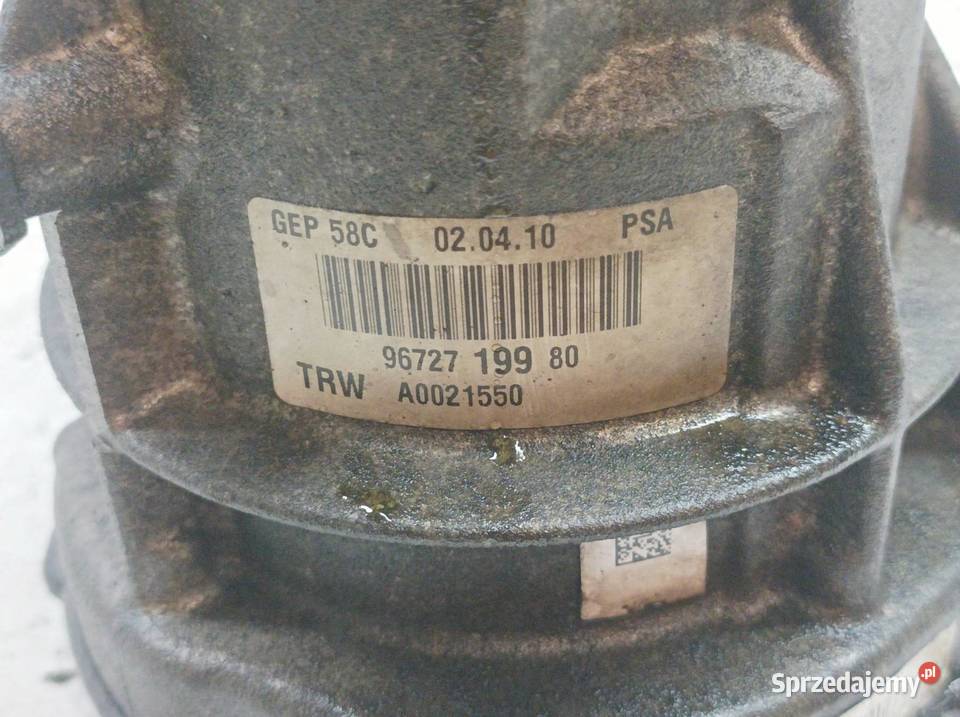 GEP 58C 02.04.10 PSA
96727 199 80
TRW A0021550
Sprzedajemy.pl